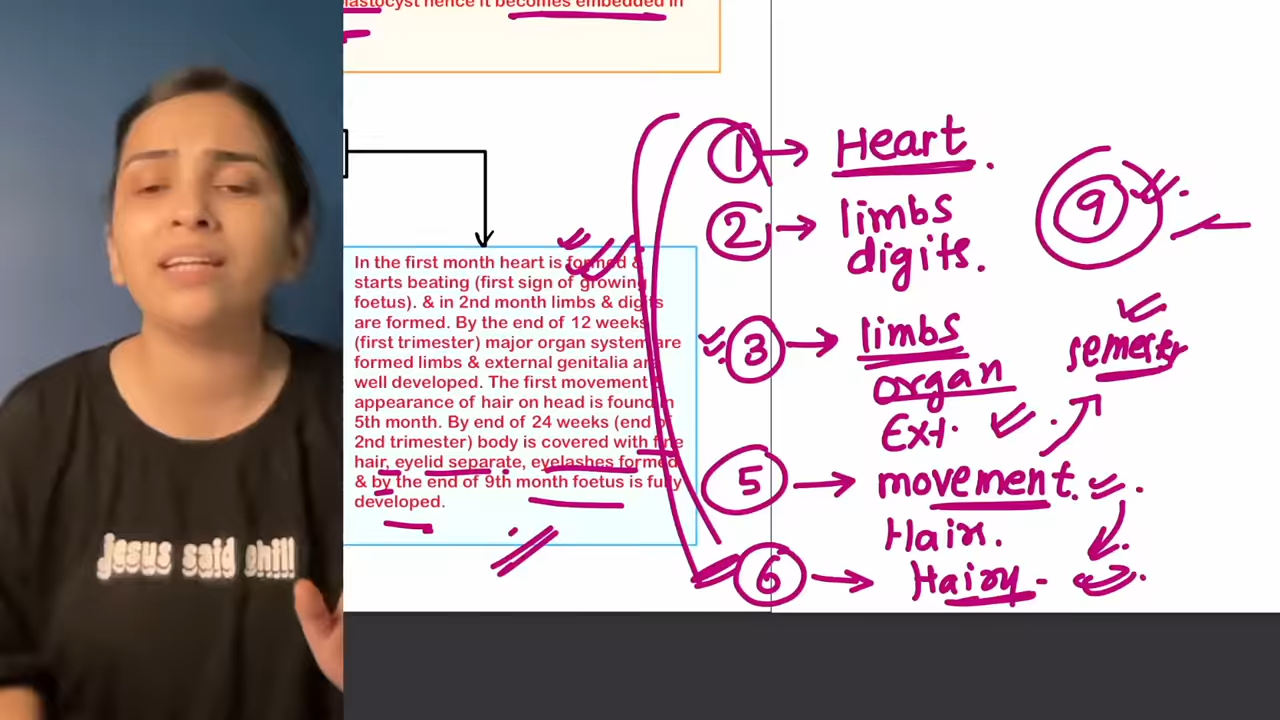 mastocyst hence it becomes embedded in
In the first month heart is formed &
starts beating (first sign of growing
foetus). & in 2nd month limbs & digits
are formed. By the end of 12 weeks
(first trimester) major organ system are
formed limbs & external genitalia are
well developed. The first movement
appearance of hair on head is found in
5th month. By end of 24 weeks (end of
2nd trimester) body is covered with fine
hair, eyelid separate, eyelashes formed
& by the end of 9th month foetus is fully
developed.
1 → Heart.
2 → limbs
digits.
3 → limbs
organ
Ext.
5 → movement.
Hair.
6 → Hairy
9
semester
Jesus said chill